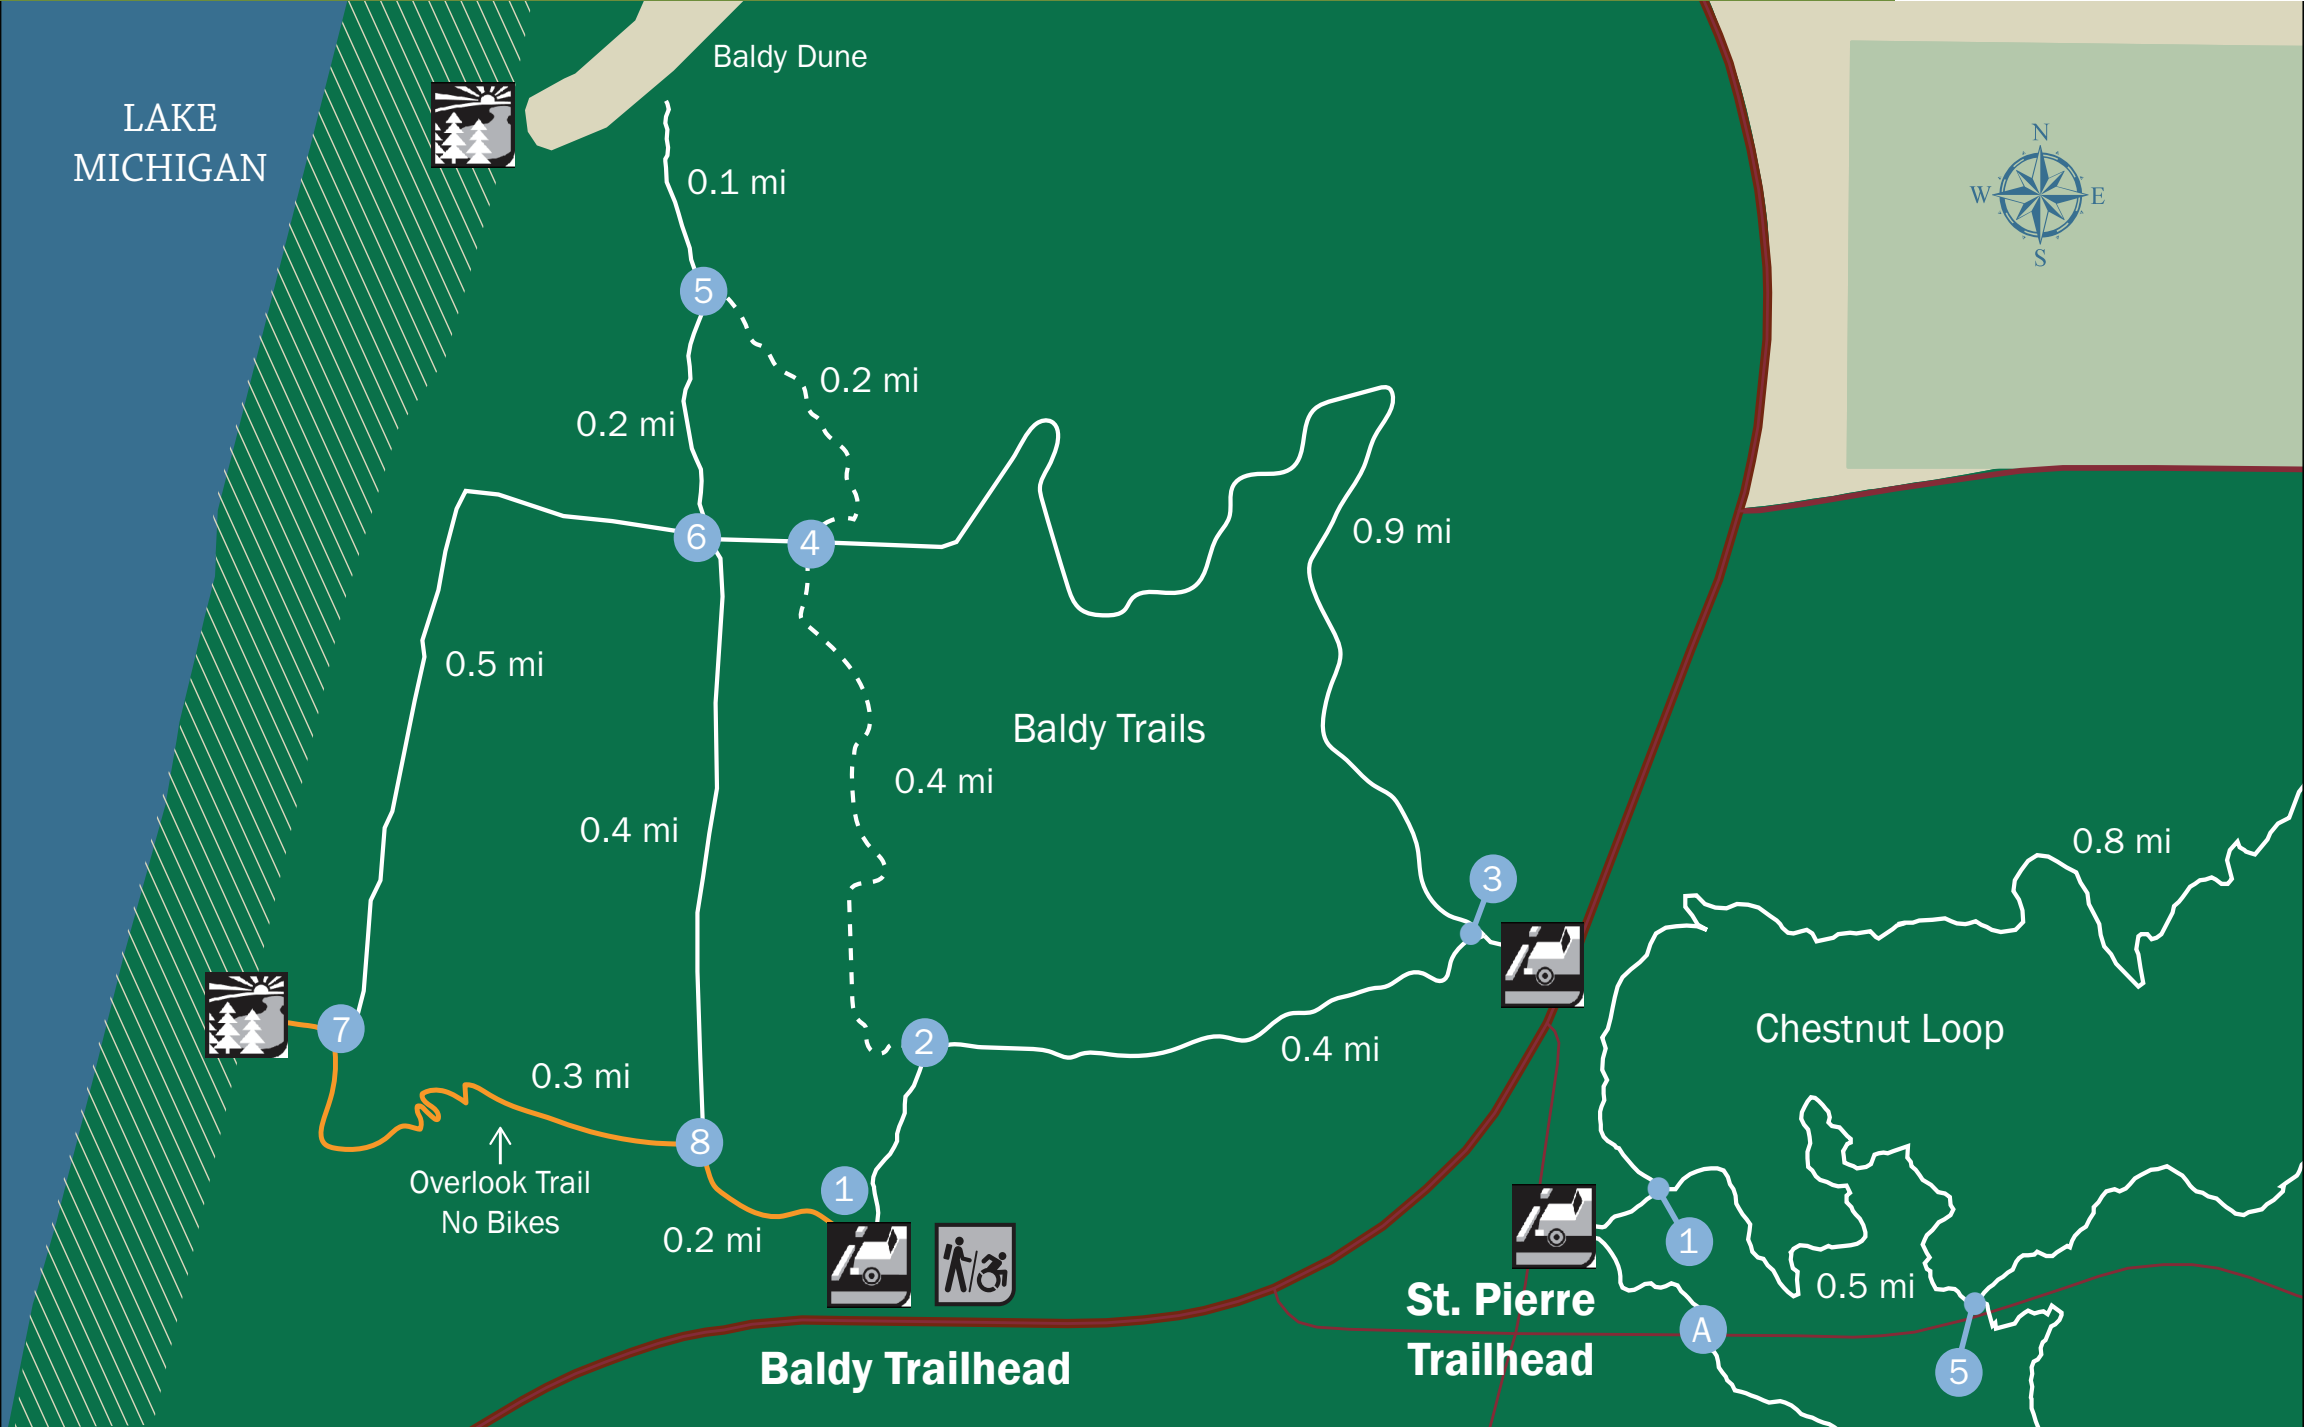 Baldy Dune
LAKE
MICHIGAN
N
W
E
S
0.1 mi
5
0.2 mi
0.2 mi
6
4
0.9 mi
0.5 mi
Baldy Trails
0.4 mi
0.4 mi
0.8 mi
3
7
2
0.4 mi
Chestnut Loop
0.3 mi
8
Overlook Trail
No Bikes
1
0.2 mi
1
0.5 mi
St. Pierre
Trailhead
A
5
Baldy Trailhead